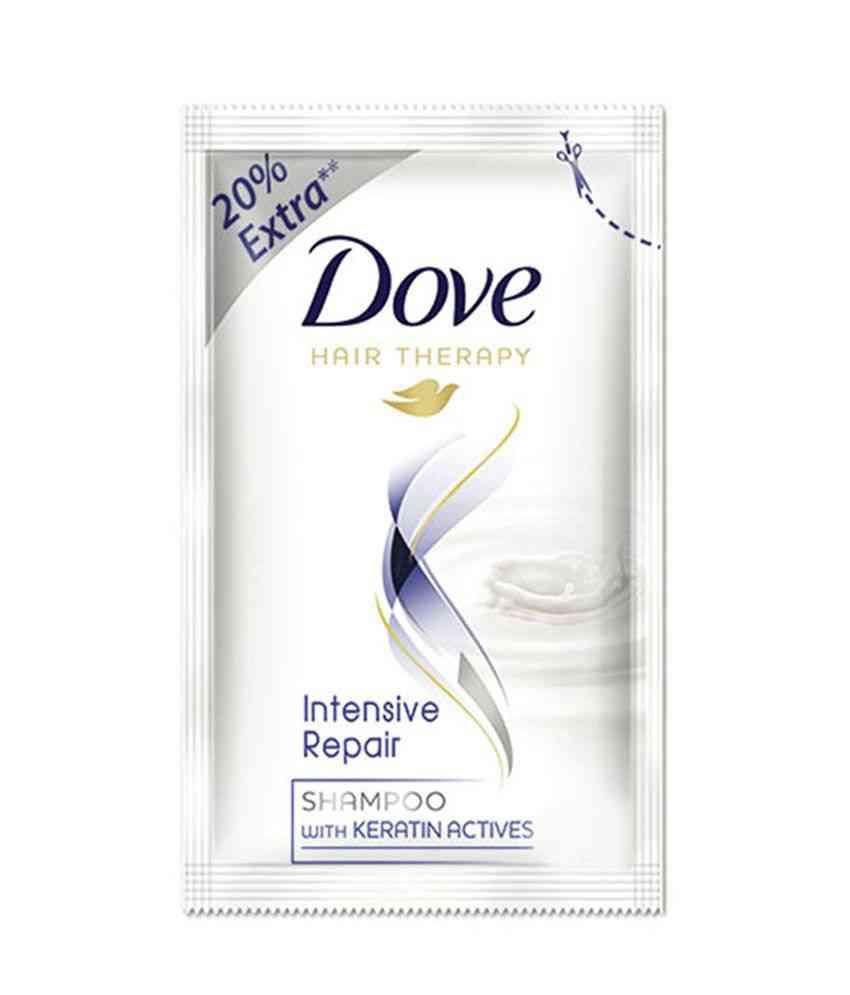 20%
Extra**
Dove
HAIR THERAPY
Intensive
Repair
SHAMPOO
WITH KERATIN ACTIVES